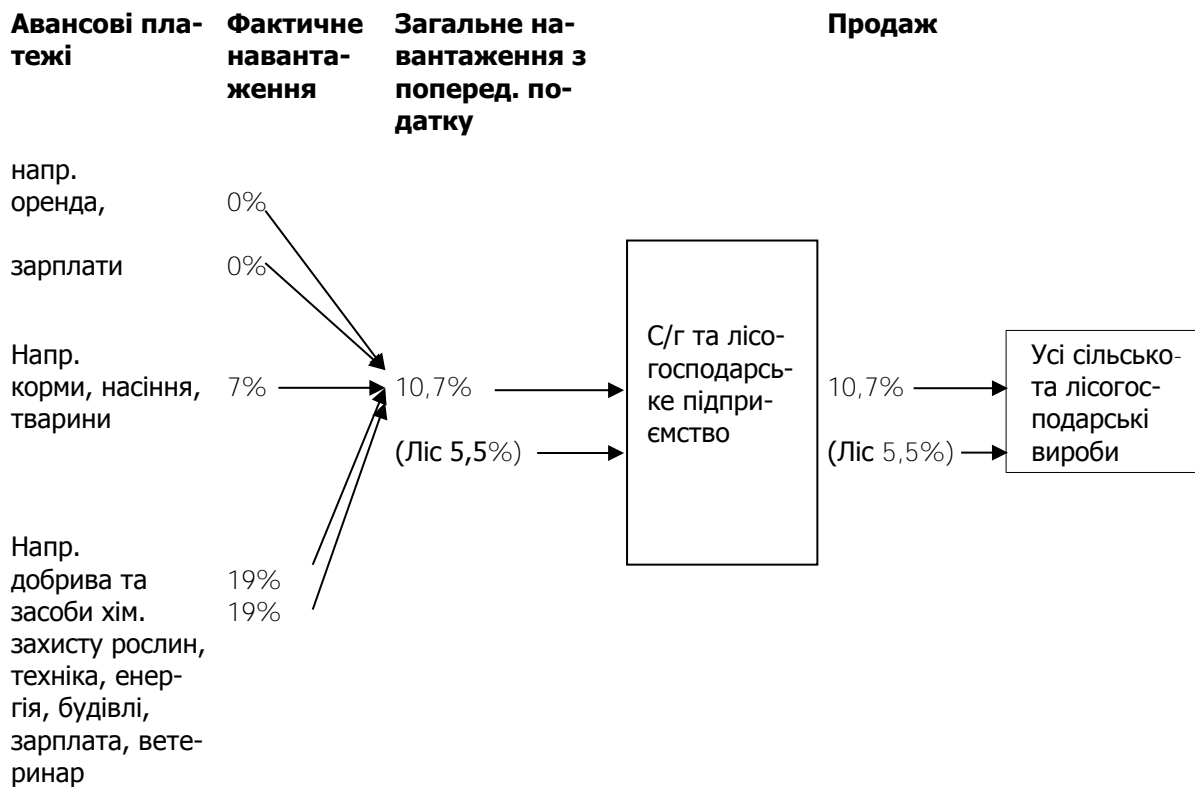 Авансові пла-
тежі
Фактичне
наванта-
ження
Загальне на-
вантаження з
поперед. по-
датку
Продаж
напр.
оренда,
0%
зарплати
0%
Напр.
корми, насіння,
тварини
7%
10,7%
(Ліс 5,5%)
С/г та лісо-
господарсь-
ке підпри-
ємство
10,7%
(Ліс 5,5%)
Усі сільсько-
та лісогос-
подарські
вироби
Напр.
добрива та
засоби хім.
захисту рослин,
техніка, енер-
гія, будівлі,
зарплата, вете-
ринар
19%
19%